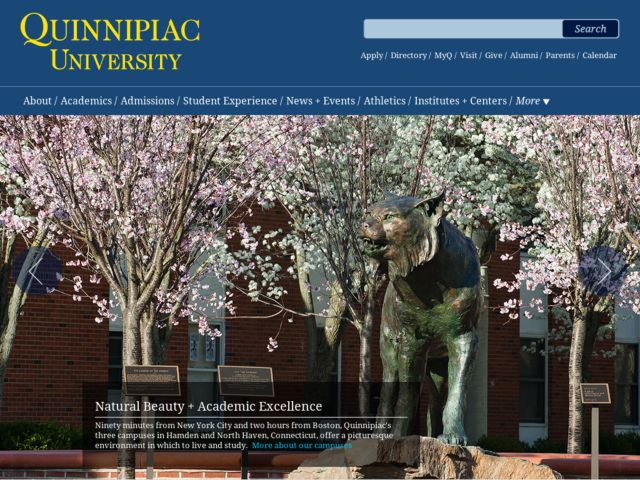 QUINNIPIAC
UNIVERSITY
Search
Apply / Directory / MyQ / Visit / Give / Alumni / Parents / Calendar
About / Academics / Admissions / Student Experience / News + Events / Athletics / Institutes + Centers / More ▼
Natural Beauty + Academic Excellence
Ninety minutes from New York City and two hours from Boston, Quinnipiac's
three campuses in Hamden and North Haven, Connecticut, offer a picturesque
environment in which to live and study. More about our campuses